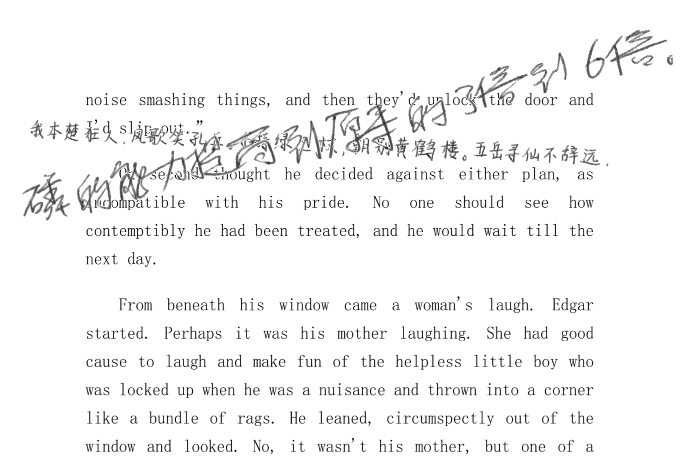 noise smashing things, and then they'd unlock the door and
I'd slip out."
我本楚狂人，凤歌笑孔丘。手持绿玉杖，朝别黄鹤楼。五岳寻仙不辞远，
磷的能力提高到原来的3倍到6倍。
On second thought he decided against either plan, as
incompatible with his pride. No one should see how
contemptibly he had been treated, and he would wait till the
next day.
From beneath his window came a woman's laugh. Edgar
started. Perhaps it was his mother laughing. She had good
cause to laugh and make fun of the helpless little boy who
was locked up when he was a nuisance and thrown into a corner
like a bundle of rags. He leaned, circumspectly out of the
window and looked. No, it wasn't his mother, but one of a